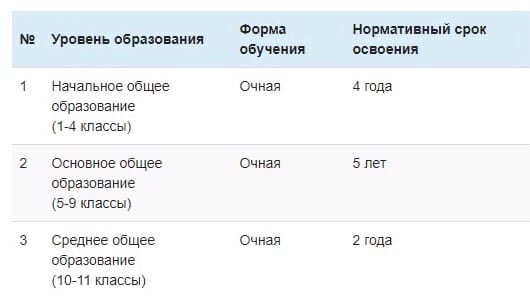 № Уровень образования Форма обучения Нормативный срок освоения
1 Начальное общее образование (1-4 классы) Очная 4 года
2 Основное общее образование (5-9 классы) Очная 5 лет
3 Среднее общее образование (10-11 классы) Очная 2 года